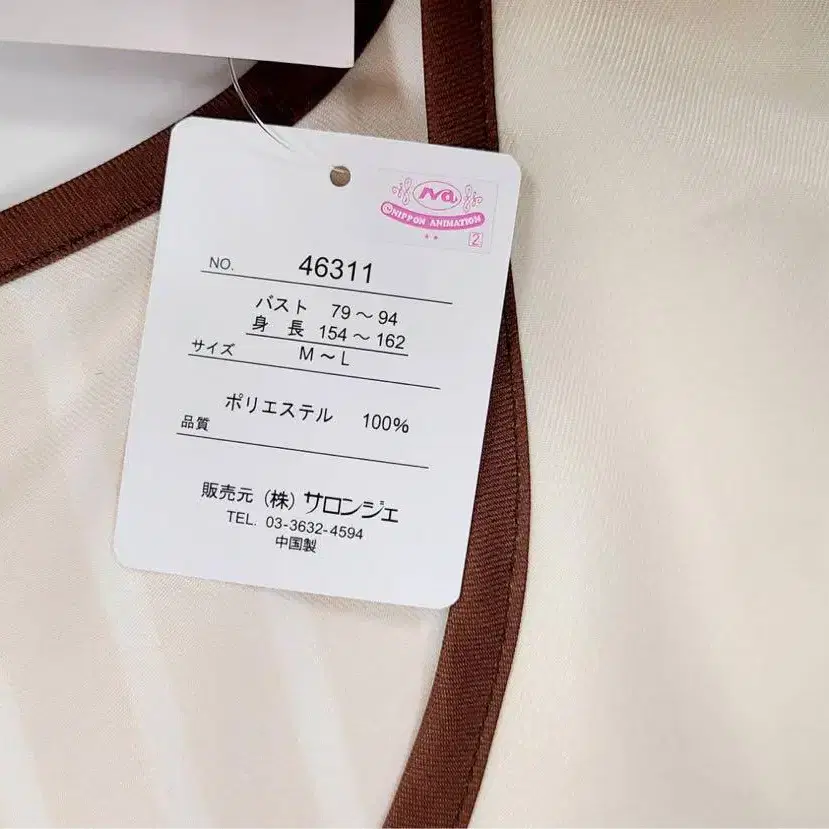 Na
©NIPPON ANIMATION
2
NO. 46311
バスト 79～94
身長 154～162
サイズ M～L
ポリエステル 100%
品質
販売元 (株) サロンジェ
TEL. 03-3632-4594
中国製